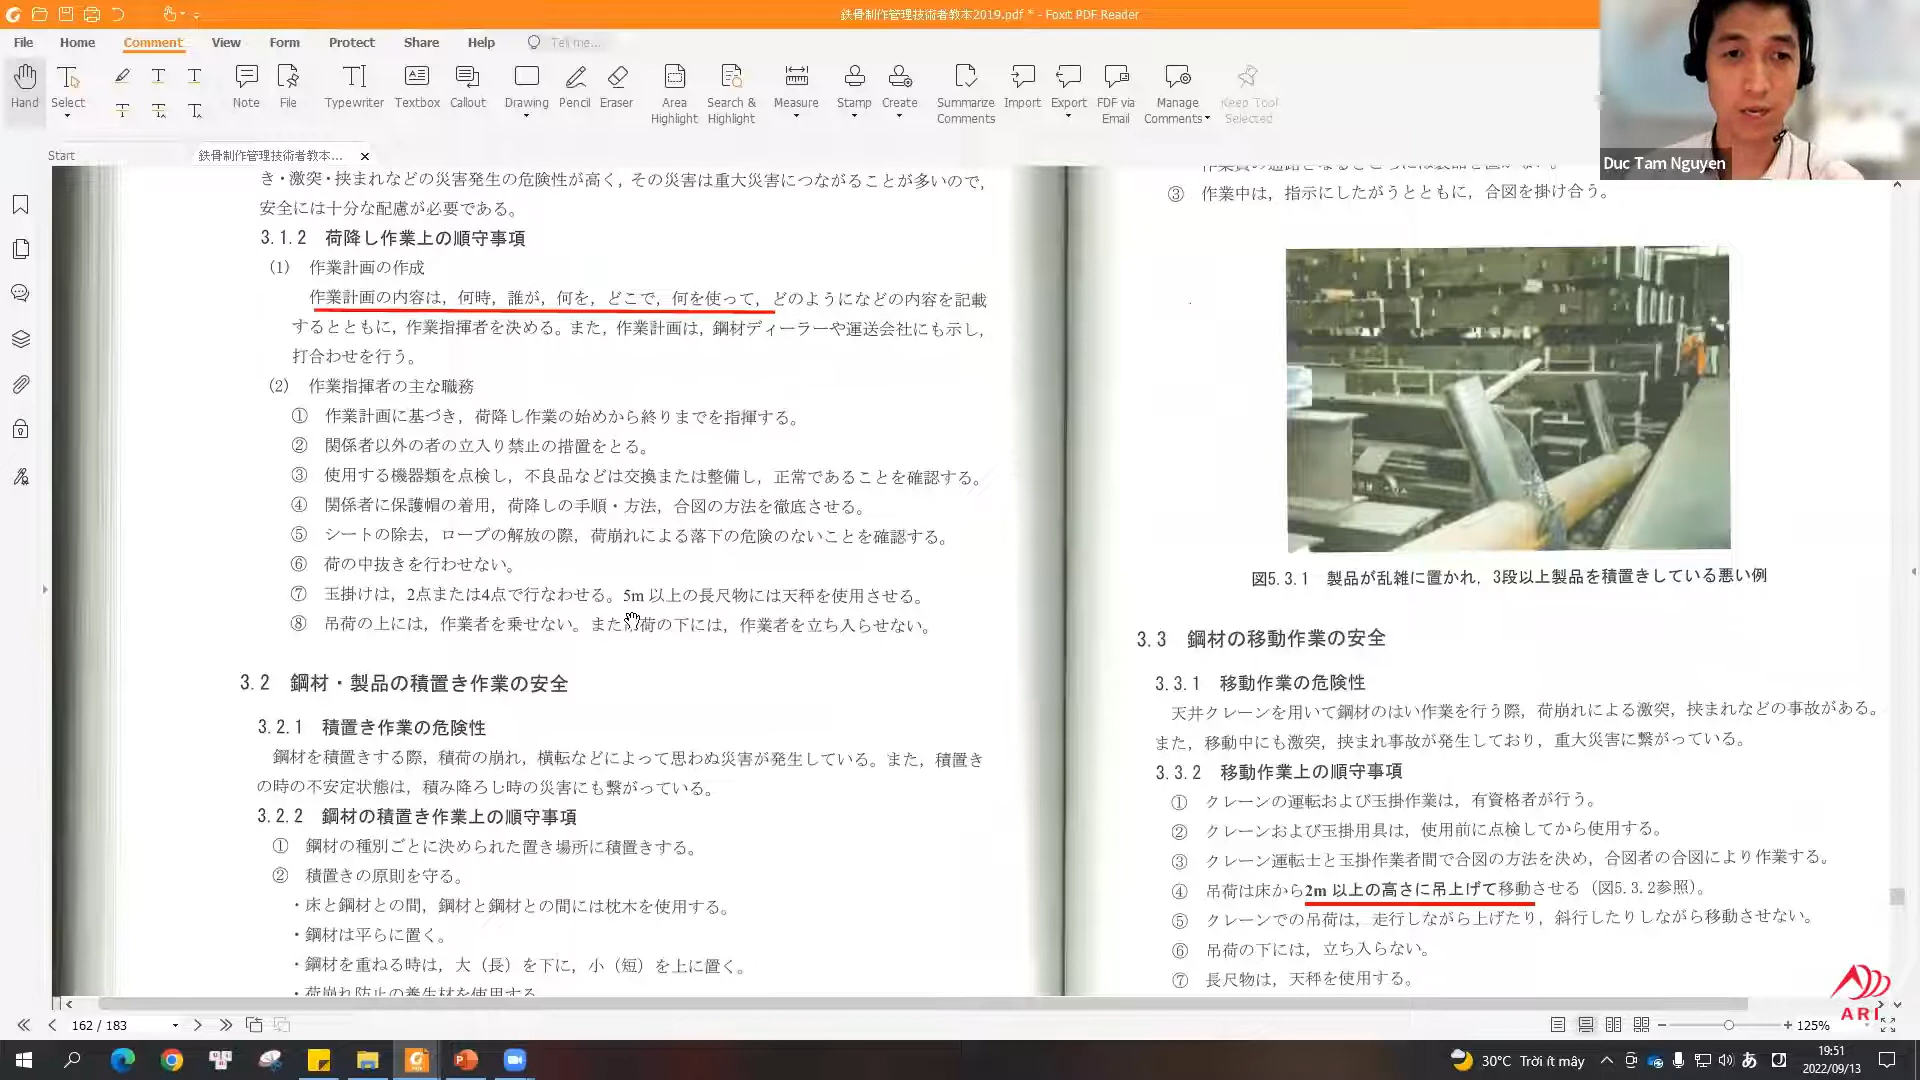 鉄骨制作管理技術者教本2019.pdf * - Foxit PDF Reader
File Home Comment View Form Protect Share Help Tell me...
Hand Select Note File Typewriter Textbox Callout Drawing Pencil Eraser Area Highlight Search & Highlight Measure Stamp Create Summarize Comments Import Export FDF via Email Manage Comments Keep Tool Selected
Duc Tam Nguyen
Start 鉄骨制作管理技術者教本...
き・激突・挟まれなどの災害発生の危険性が高く，その災害は重大災害につながることが多いので，
安全には十分な配慮が必要である。
3.1.2 荷降し作業上の順守事項
(1) 作業計画の作成
作業計画の内容は，何時，誰が，何を，どこで，何を使って，どのようになどの内容を記載
するとともに，作業指揮者を決める。また，作業計画は，鋼材ディーラーや運送会社にも示し，
打合わせを行う。
(2) 作業指揮者の主な職務
① 作業計画に基づき，荷降し作業の始めから終りまでを指揮する。
② 関係者以外の者の立入り禁止の措置をとる。
③ 使用する機器類を点検し，不良品などは交換または整備し，正常であることを確認する。
④ 関係者に保護帽の着用，荷降しの手順・方法，合図の方法を徹底させる。
⑤ シートの除去，ロープの解放の際，荷崩れによる落下の危険のないことを確認する。
⑥ 荷の中抜きを行わせない。
⑦ 玉掛けは，2点または4点で行なわせる。5m 以上の長尺物には天秤を使用させる。
⑧ 吊荷の上には，作業者を乗せない。また 荷の下には，作業者を立ち入らせない。
3.2 鋼材・製品の積置き作業の安全
3.2.1 積置き作業の危険性
鋼材を積置きする際，積荷の崩れ，横転などによって思わぬ災害が発生している。また，積置き
の時の不安定状態は，積み降ろし時の災害にも繋がっている。
3.2.2 鋼材の積置き作業上の順守事項
① 鋼材の種別ごとに決められた置き場所に積置きする。
② 積置きの原則を守る。
・床と鋼材との間，鋼材と鋼材との間には枕木を使用する。
・鋼材は平らに置く。
・鋼材を重ねる時は，大（長）を下に，小（短）を上に置く。
・荷崩れ防止の養生材を使用する
③ 作業中は，指示にしたがうとともに，合図を掛け合う。
図5.3.1 製品が乱雑に置かれ，3段以上製品を積置きしている悪い例
3.3 鋼材の移動作業の安全
3.3.1 移動作業の危険性
天井クレーンを用いて鋼材のはい作業を行う際，荷崩れによる激突，挟まれなどの事故がある。
また，移動中にも激突，挟まれ事故が発生しており，重大災害に繋がっている。
3.3.2 移動作業上の順守事項
① クレーンの運転および玉掛作業は，有資格者が行う。
② クレーンおよび玉掛用具は，使用前に点検してから使用する。
③ クレーン運転士と玉掛作業者間で合図の方法を決め，合図者の合図により作業する。
④ 吊荷は床から2m 以上の高さに吊上げて移動させる（図5.3.2参照）。
⑤ クレーンでの吊荷は，走行しながら上げたり，斜行したりしながら移動させない。
⑥ 吊荷の下には，立ち入らない。
⑦ 長尺物は，天秤を使用する。
ARI
162 / 183
125%
30°C Trời ít mây
あ
19:51
2022/09/13